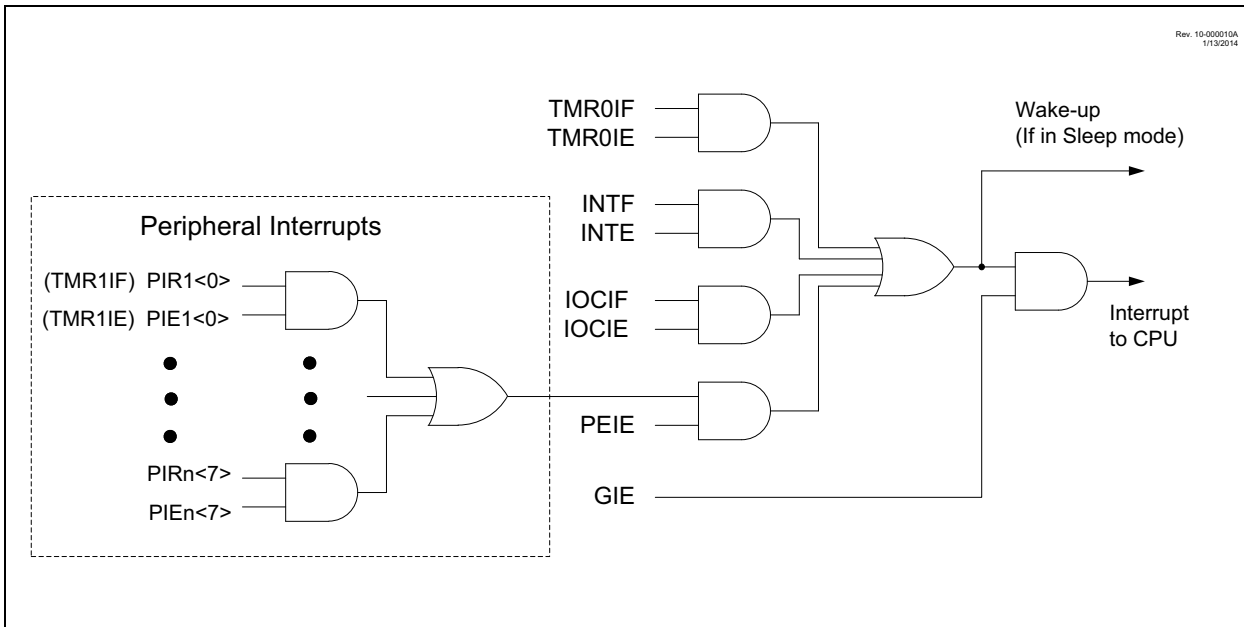 Rev. 10-000010A
1/13/2014
TMR0IF
TMR0IE
Wake-up
(If in Sleep mode)
INTF
INTE
Peripheral Interrupts
(TMR1IF) PIR1<0>
(TMR1IE) PIE1<0>
IOCIF
IOCIE
Interrupt
to CPU
PEIE
PIRn<7>
PIEn<7>
GIE